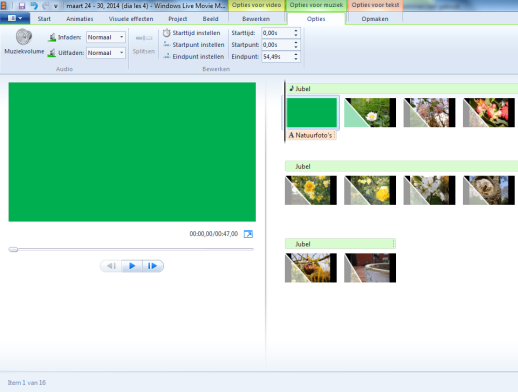 maart 24 - 30, 2014 (dia les 4) - Windows Live Movie M... Opties voor video Opties voor muziek Opties voor tekst
Start Animaties Visuele effecten Project Beeld Bewerken Opties Opmaken
Muziekvolume
Infaden: Normaal
Uitfaden: Normaal
Audio
Splitsen
Starttijd instellen Starttijd: 0,00s
Startpunt instellen Startpunt: 0,00s
Eindpunt instellen Eindpunt: 54,49s
Bewerken
Jubel
A Natuurfoto's
Jubel
00:00,00/00:47,00
Jubel
Item 1 van 16